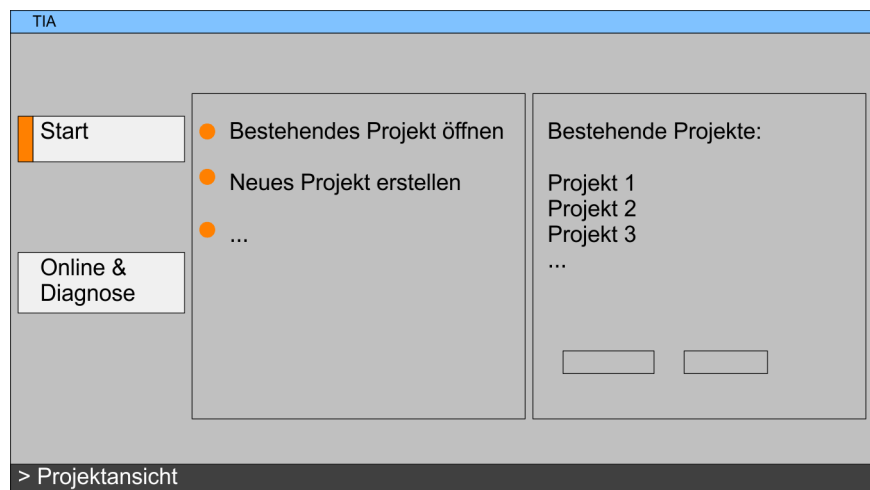 TIA
Start
Online &
Diagnose
Bestehendes Projekt öffnen
Neues Projekt erstellen
...
Bestehende Projekte:
Projekt 1
Projekt 2
Projekt 3
...
> Projektansicht